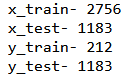 x_train- 2756
x_test- 1183
y_train- 212
y_test- 1183